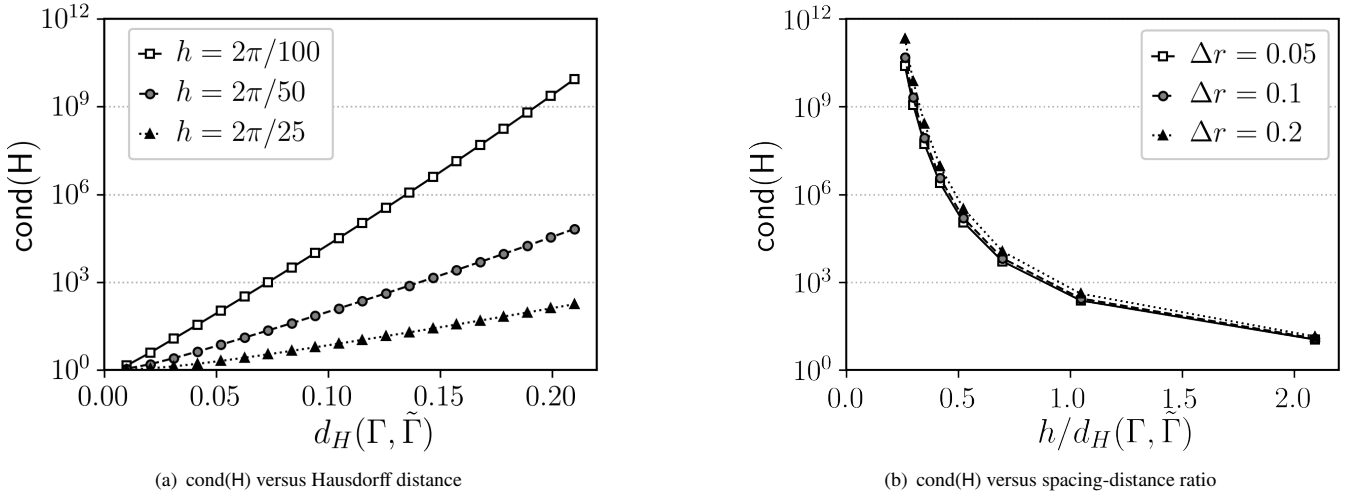 10^12
10^9
10^6
10^3
10^0
cond(H)
h = 2π/100
h = 2π/50
h = 2π/25
0.00 0.05 0.10 0.15 0.20
d_H(Γ, Γ̃)
(a) cond(H) versus Hausdorff distance
10^12
10^9
10^6
10^3
10^0
cond(H)
Δr = 0.05
Δr = 0.1
Δr = 0.2
0.0 0.5 1.0 1.5 2.0
h/d_H(Γ, Γ̃)
(b) cond(H) versus spacing-distance ratio